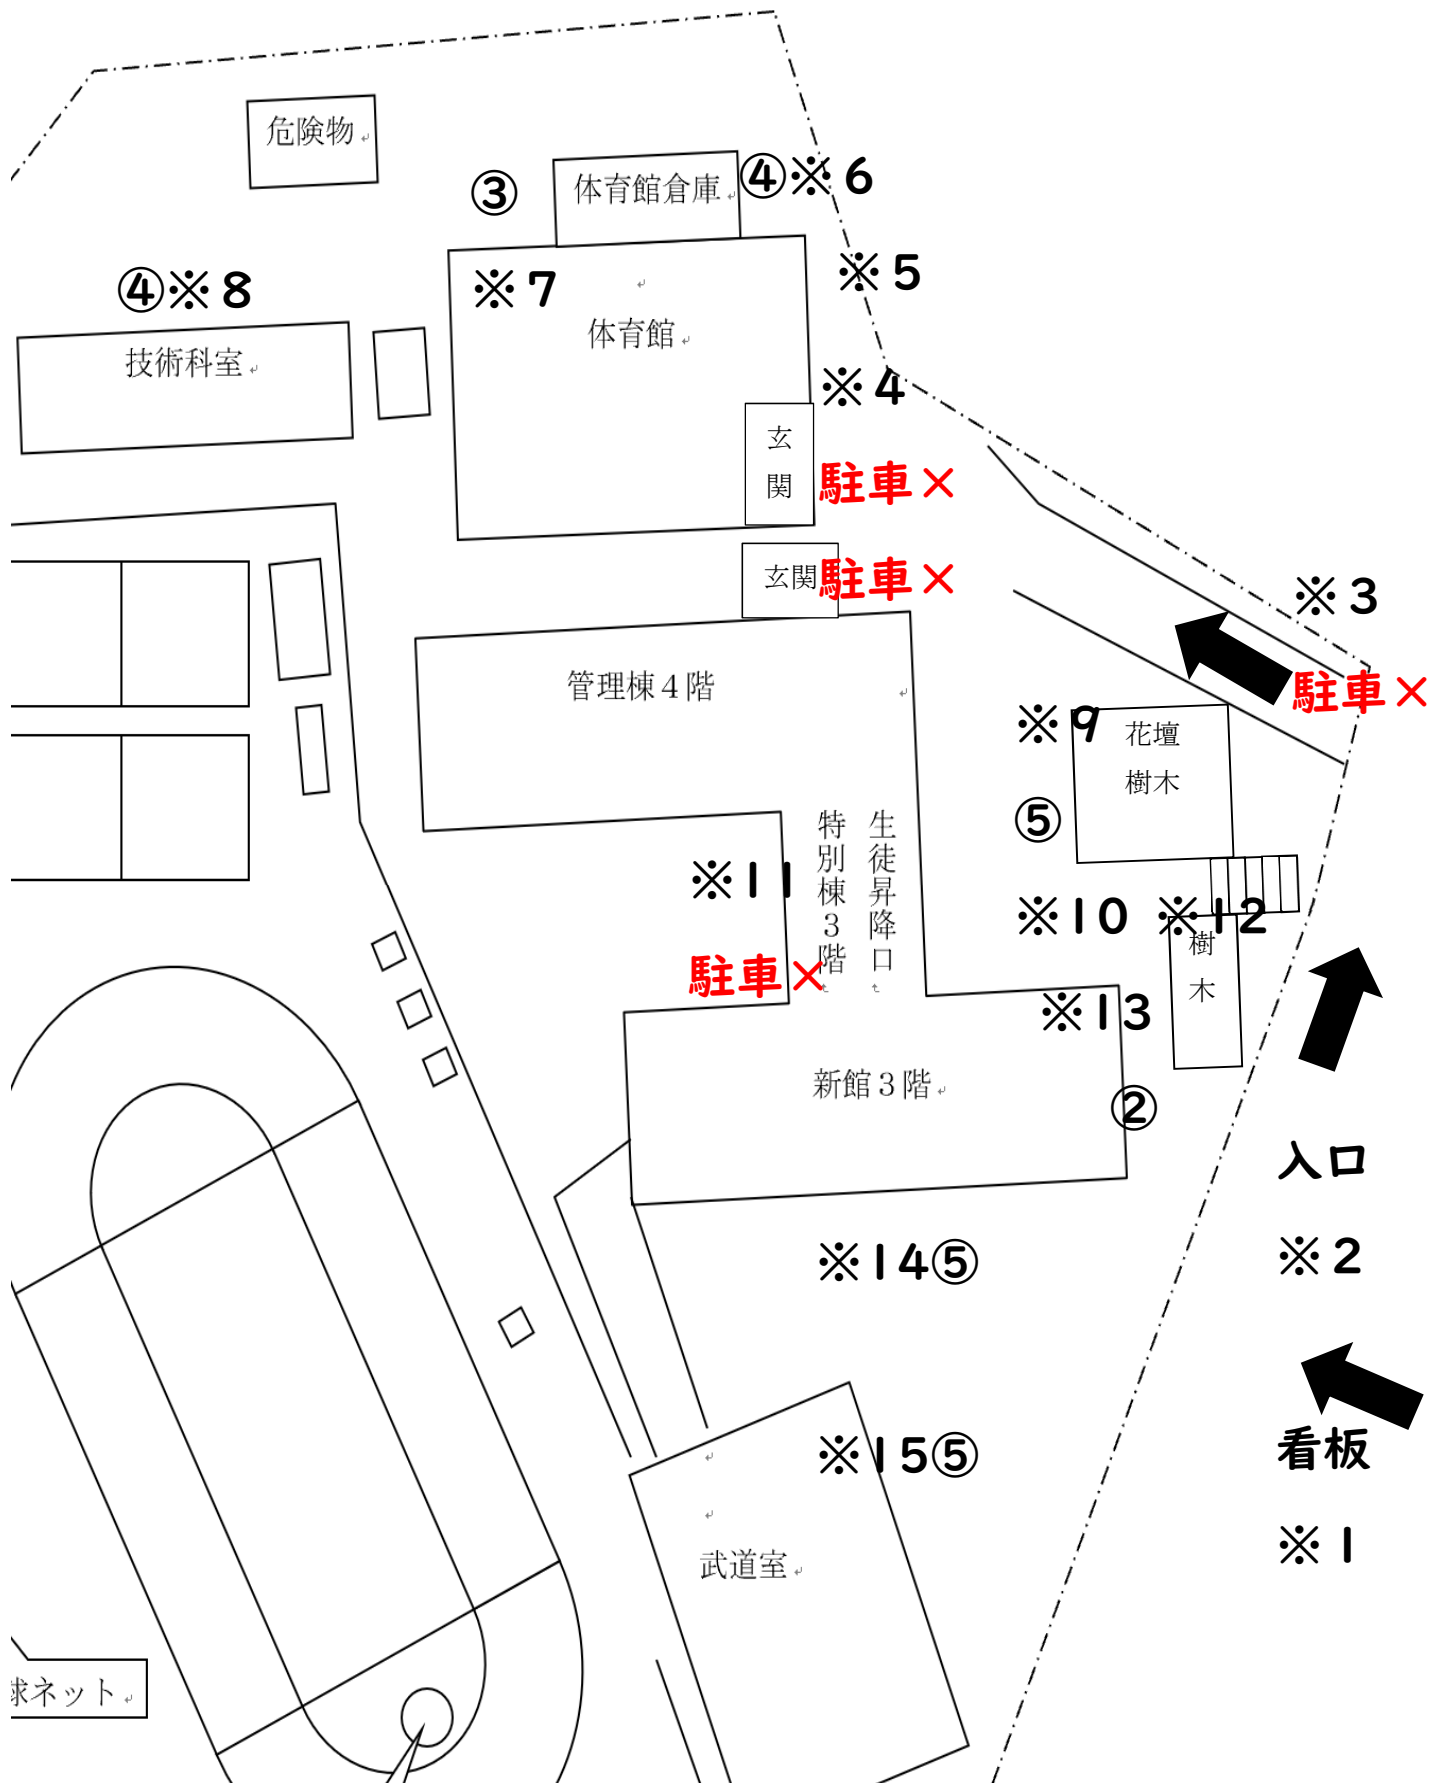 危険物
③
体育館倉庫
④※６
※５
④※８
※７
体育館
技術科室
※４
玄
関
駐車×
玄関
駐車×
※３
管理棟４階
駐車×
※９
花壇
樹木
⑤
生徒昇降口
特別棟３階
※１１
※１０ ※１２
樹
木
駐車×
※１３
新館３階
②
入口
※１４⑤
※２
※１５⑤
看板
※１
武道室
球ネット